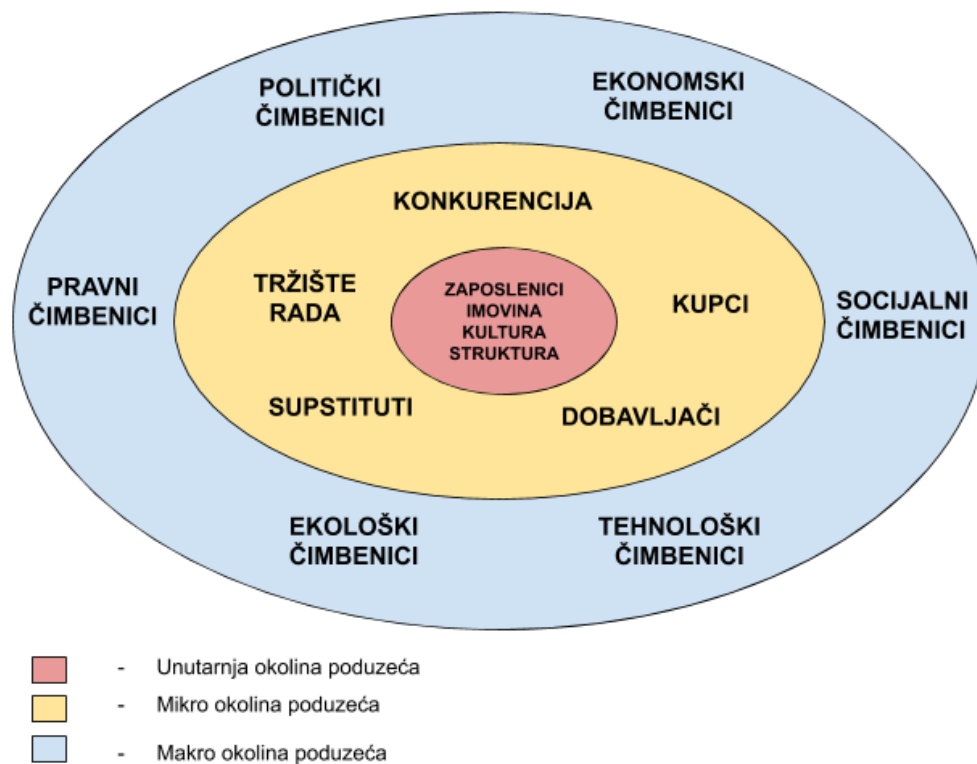 POLITIČKI
ČIMBENICI
EKONOMSKI
ČIMBENICI
KONKURENCIJA
PRAVNI
ČIMBENICI
TRŽIŠTE
RADA
ZAPOSLENICI
IMOVINA
KULTURA
STRUKTURA
KUPCI
SOCIJALNI
ČIMBENICI
SUPSTITUTI
DOBAVLJAČI
EKOLOŠKI
ČIMBENICI
TEHNOLOŠKI
ČIMBENICI
- Unutarnja okolina poduzeća
- Mikro okolina poduzeća
- Makro okolina poduzeća